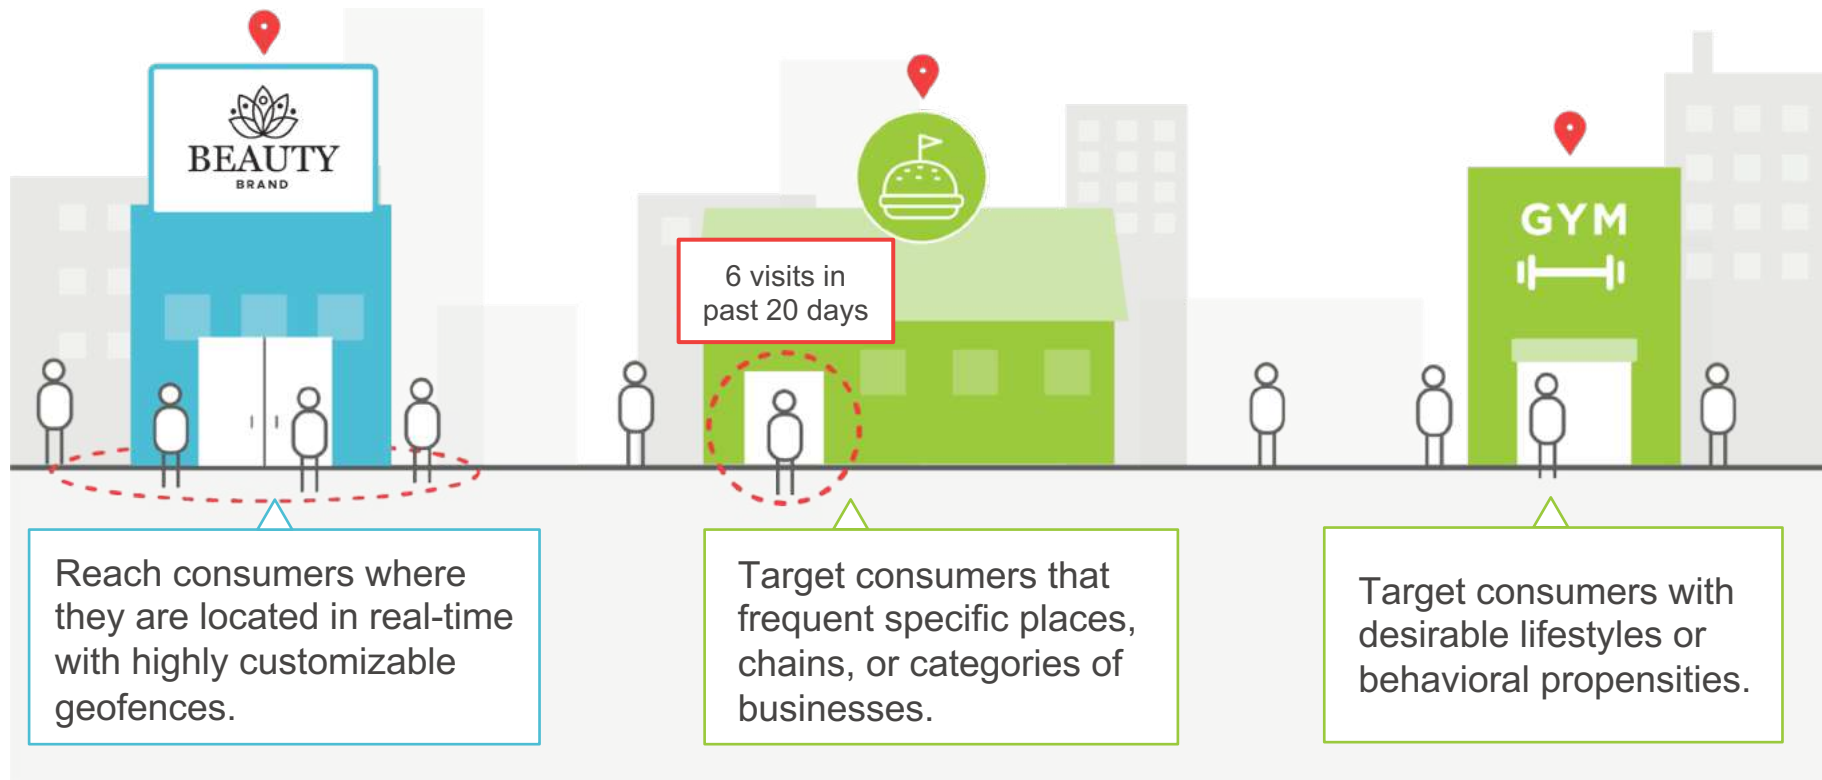 BEAUTY
BRAND
6 visits in
past 20 days
GYM
Reach consumers where
they are located in real-time
with highly customizable
geofences.
Target consumers that
frequent specific places,
chains, or categories of
businesses.
Target consumers with
desirable lifestyles or
behavioral propensities.